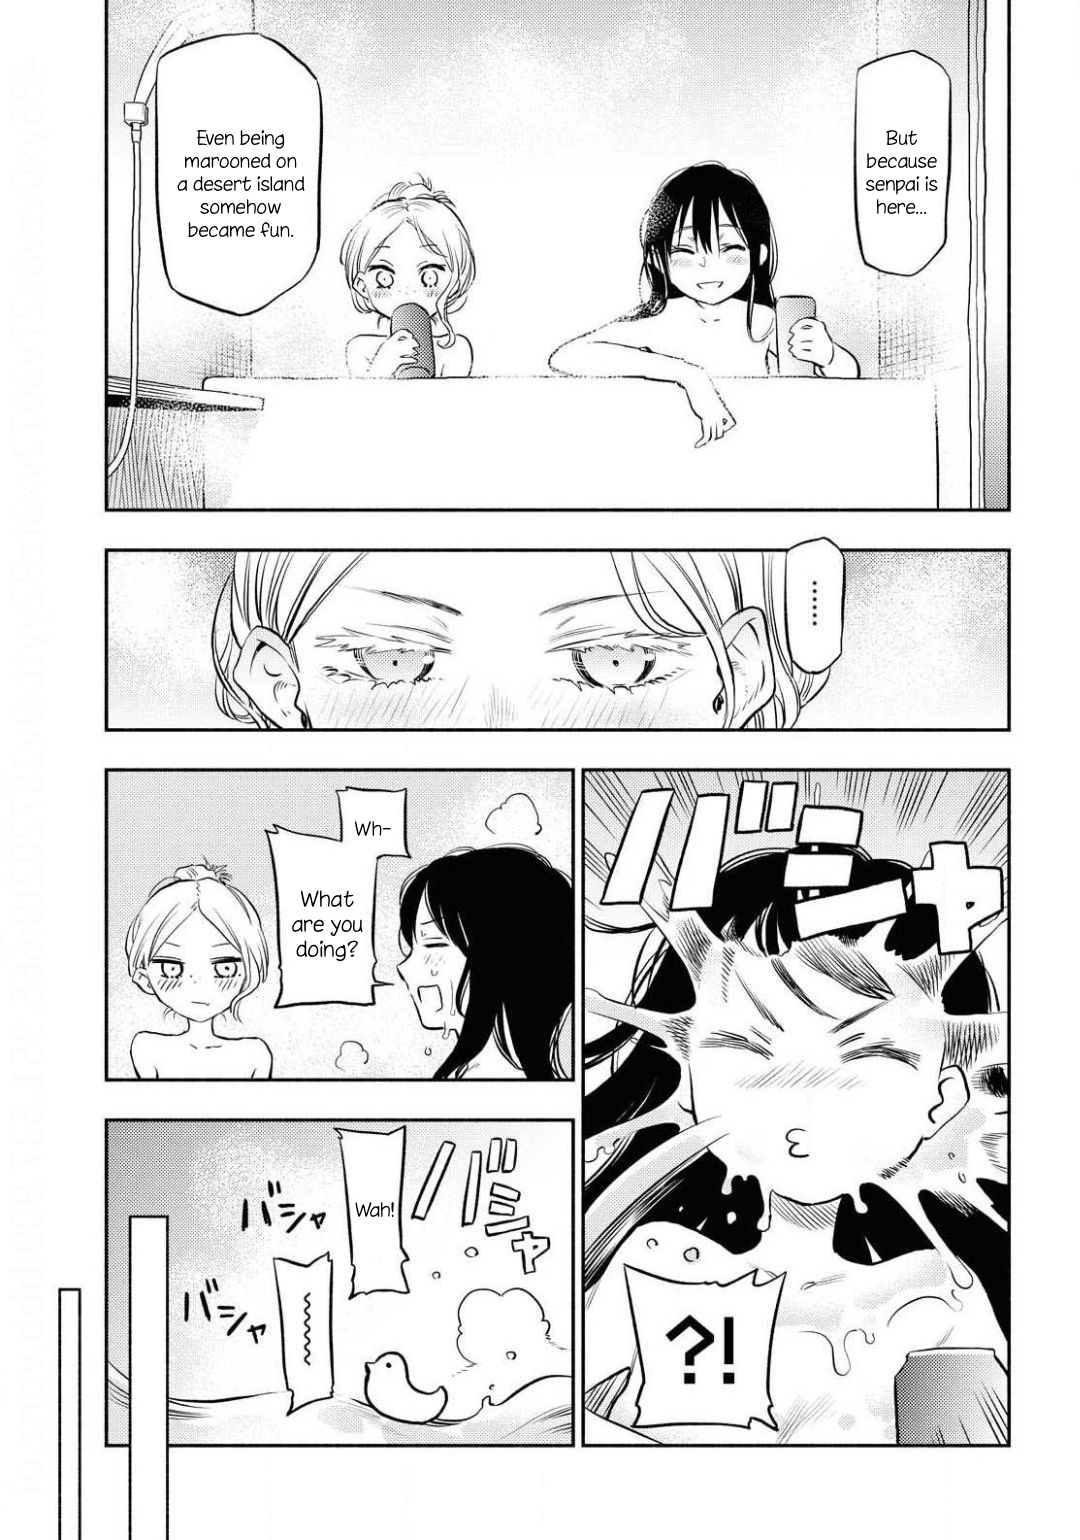 But
because
senpai is
here...
Even being
marooned on
a desert island
somehow
became fun.
......
バシャ
?!
Wh-
What
are you
doing?
バシャ
Wah!
バシャ
バシャ